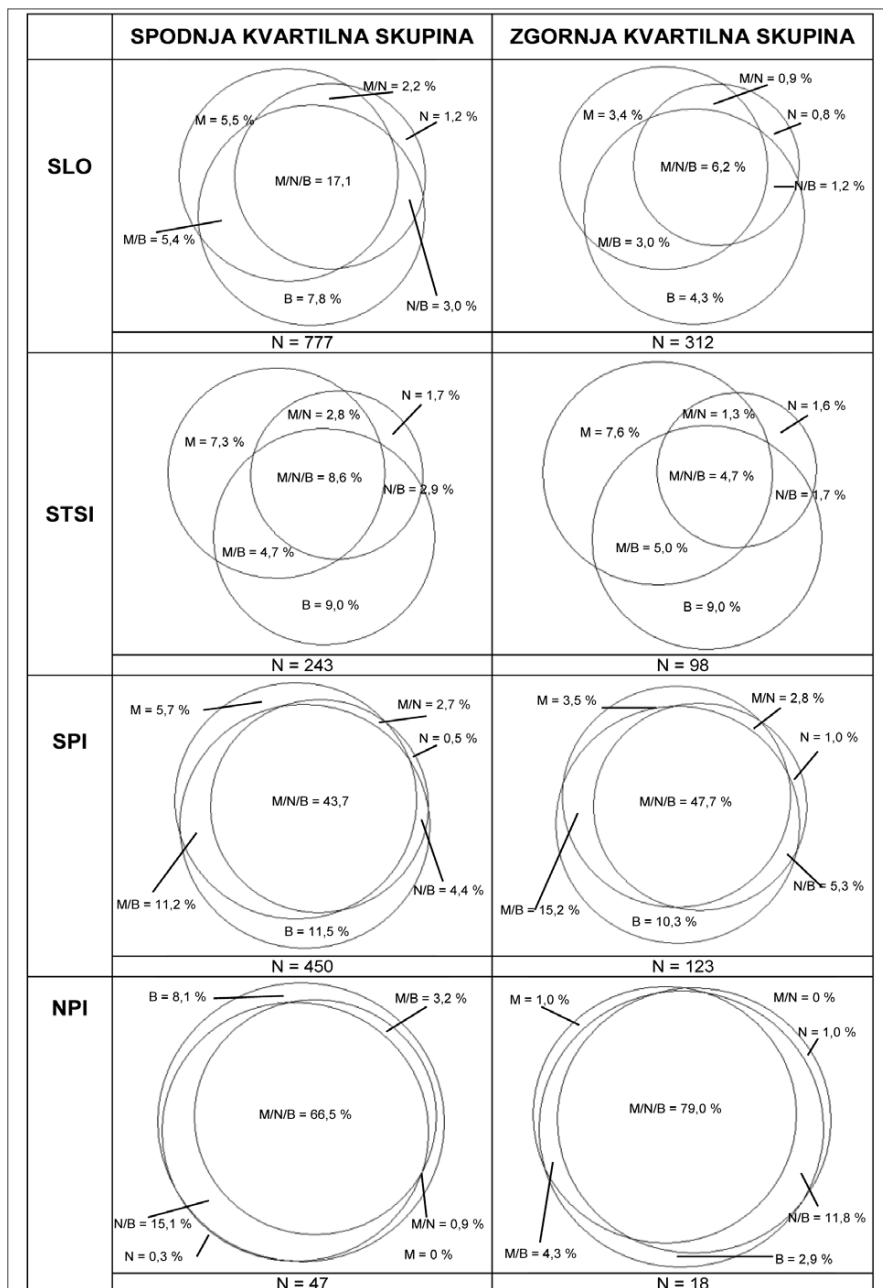 SPODNJA KVARTILNA SKUPINA
ZGORNJA KVARTILNA SKUPINA
SLO
M/N = 2,2 %
M = 5,5 %
N = 1,2 %
M/N/B = 17,1
M/B = 5,4 %
B = 7,8 %
N/B = 3,0 %
N = 777
M/N = 0,9 %
M = 3,4 %
N = 0,8 %
M/N/B = 6,2 %
N/B = 1,2 %
M/B = 3,0 %
B = 4,3 %
N = 312
STSI
N = 1,7 %
M/N = 2,8 %
M = 7,3 %
M/N/B = 8,6 %
N/B = 2,9 %
M/B = 4,7 %
B = 9,0 %
N = 243
N = 1,6 %
M/N = 1,3 %
M = 7,6 %
M/N/B = 4,7 %
N/B = 1,7 %
M/B = 5,0 %
B = 9,0 %
N = 98
SPI
M = 5,7 %
M/N = 2,7 %
N = 0,5 %
M/N/B = 43,7
N/B = 4,4 %
M/B = 11,2 %
B = 11,5 %
N = 450
M = 3,5 %
M/N = 2,8 %
N = 1,0 %
M/N/B = 47,7 %
N/B = 5,3 %
M/B = 15,2 %
B = 10,3 %
N = 123
NPI
B = 8,1 %
M/B = 3,2 %
M/N/B = 66,5 %
N/B = 15,1 %
M/N = 0,9 %
N = 0,3 %
M = 0 %
N = 47
M = 1,0 %
M/N = 0 %
N = 1,0 %
M/N/B = 79,0 %
N/B = 11,8 %
M/B = 4,3 %
B = 2,9 %
N = 18